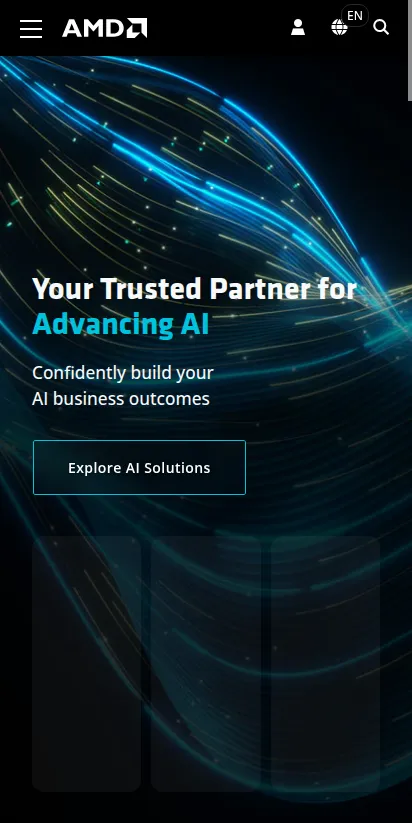 AMD
EN
Your Trusted Partner for
Advancing AI
Confidently build your
AI business outcomes
Explore AI Solutions